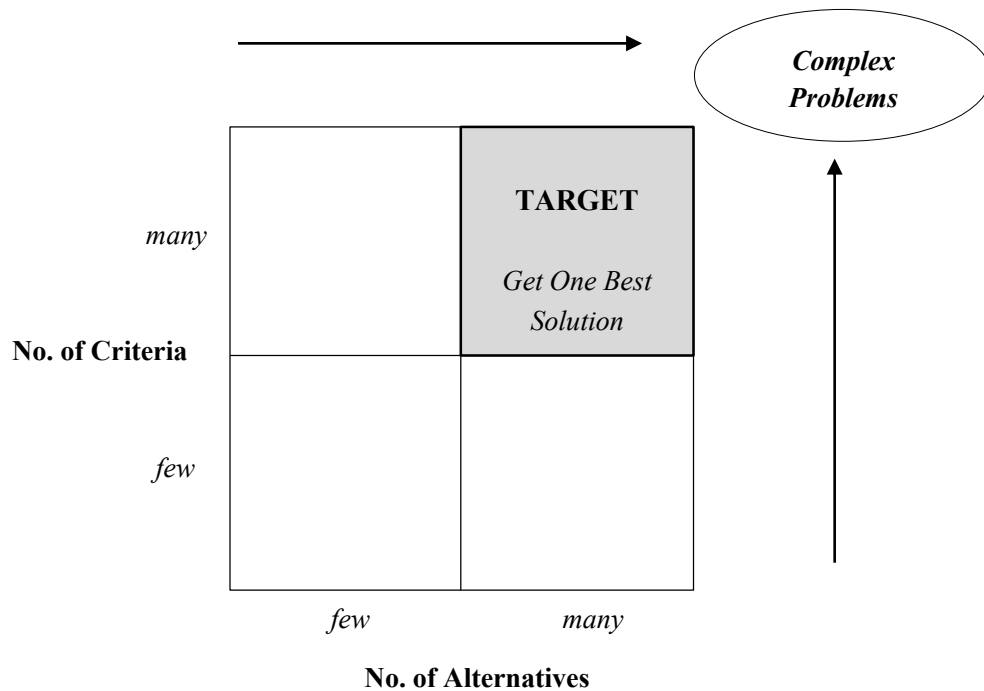 Complex
Problems
TARGET
many
Get One Best
Solution
No. of Criteria
few
few
many
No. of Alternatives